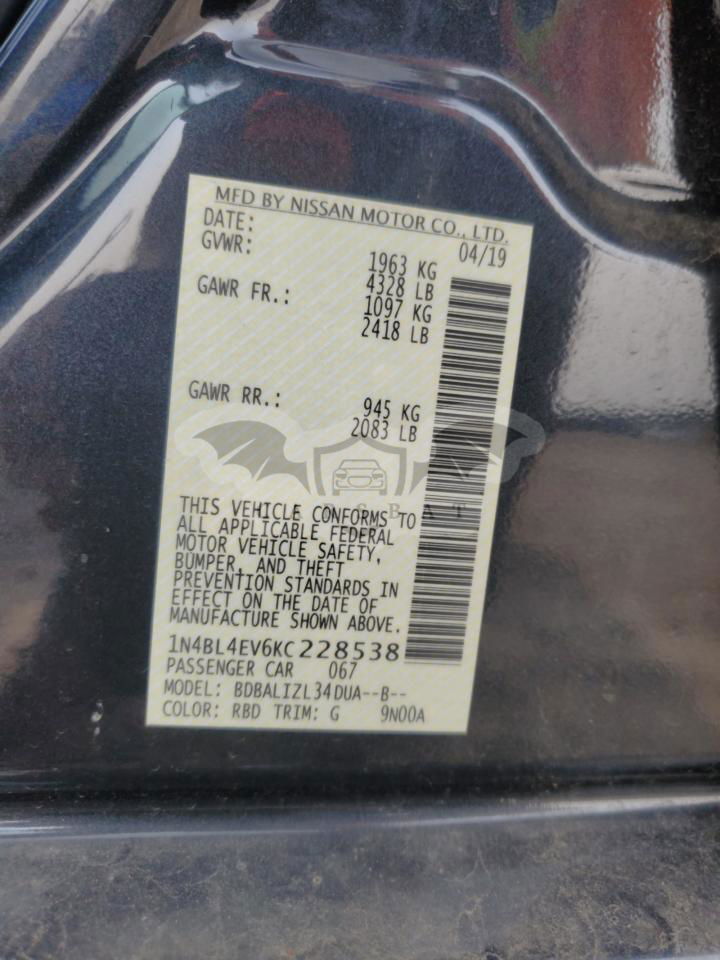 MFD BY NISSAN MOTOR CO., LTD.
DATE: 04/19
GVWR: 1963 KG
4328 LB
GAWR FR.: 1097 KG
2418 LB
GAWR RR.: 945 KG
2083 LB
THIS VEHICLE CONFORMS TO
ALL APPLICABLE FEDERAL
MOTOR VEHICLE SAFETY,
BUMPER, AND THEFT
PREVENTION STANDARDS IN
EFFECT ON THE DATE OF
MANUFACTURE SHOWN ABOVE.
1N4BL4EV6KC228538
PASSENGER CAR 067
MODEL: BDBALIZL34DUA--B--
COLOR: RBD TRIM: G 9N00A